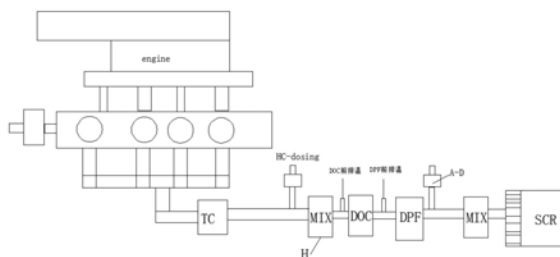 engine
HC-dosing
DOC前排温
DPF前排温
A-D
TC
MIX
DOC
DPF
MIX
SCR
H